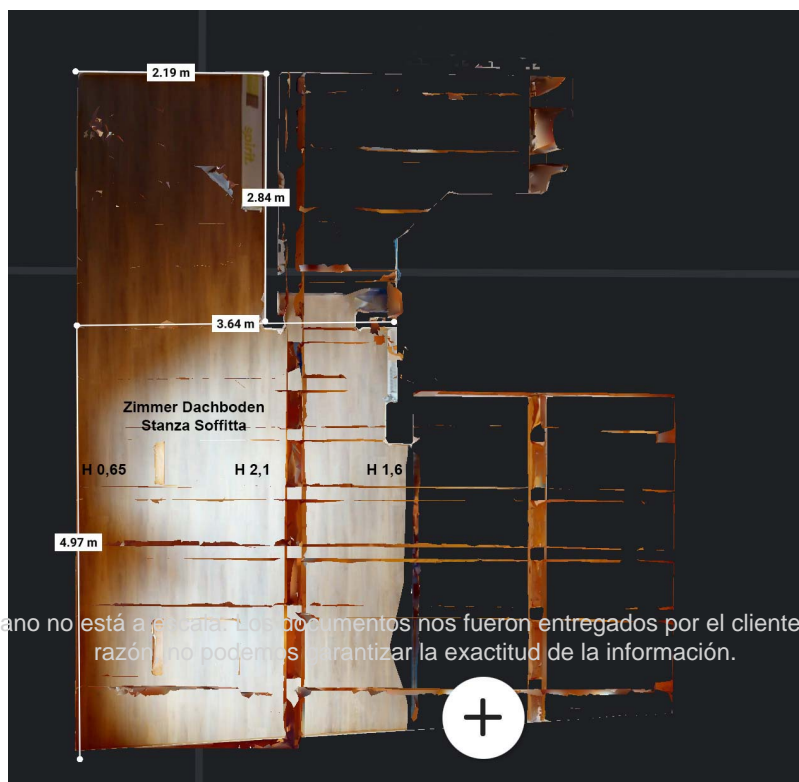 2.19 m
spirit.
2.84 m
3.64 m
Zimmer Dachboden
Stanza Soffitta
H 0,65 H 2,1 H 1,6
4.97 m
ano no está a escala. Los documentos nos fueron entregados por el cliente
razón, no podemos garantizar la exactitud de la información.